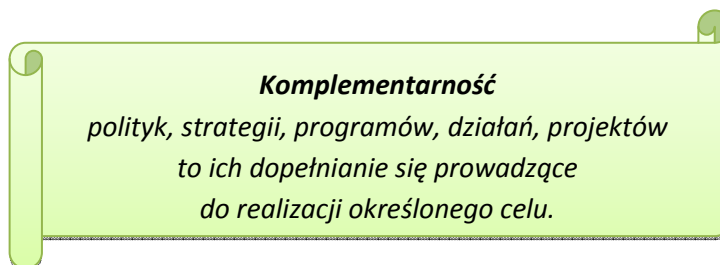 Komplementarność
polityk, strategii, programów, działań, projektów
to ich dopełnianie się prowadzące
do realizacji określonego celu.